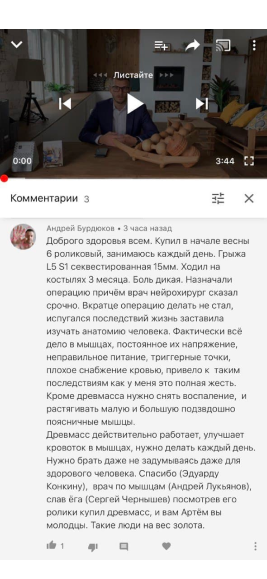 <<< Листайте >>>
0:00
3:44
Комментарии 3
Андрей Бурдюков • 3 часа назад
Доброго здоровья всем. Купил в начале весны
6 роликовый, занимаюсь каждый день. Грыжа
L5 S1 секвестированная 15мм. Ходил на
костылях 3 месяца. Боль дикая. Назначали
операцию причём врач нейрохирург сказал
срочно. Вкратце операцию делать не стал,
испугался последствий жизнь заставила
изучать анатомию человека. Фактически всё
дело в мышцах, постоянное их напряжение,
неправильное питание, триггерные точки,
плохое снабжение кровью, привело к таким
последствиям как у меня это полная жесть.
Кроме древмасса нужно снять воспаление, и
растягивать малую и большую подзвдошно
поясничные мышцы.
Древмасс действительно работает, улучшает
кровоток в мышцах, нужно делать каждый день.
Нужно брать даже не задумываясь даже для
здорового человека. Спасибо (Эдуарду
Конкину), врач по мышцам (Андрей Лукьянов),
слав ёга (Сергей Чернышев) посмотрев его
ролики купил древмасс, и вам Артём вы
молодцы. Такие люди на вес золота.
1